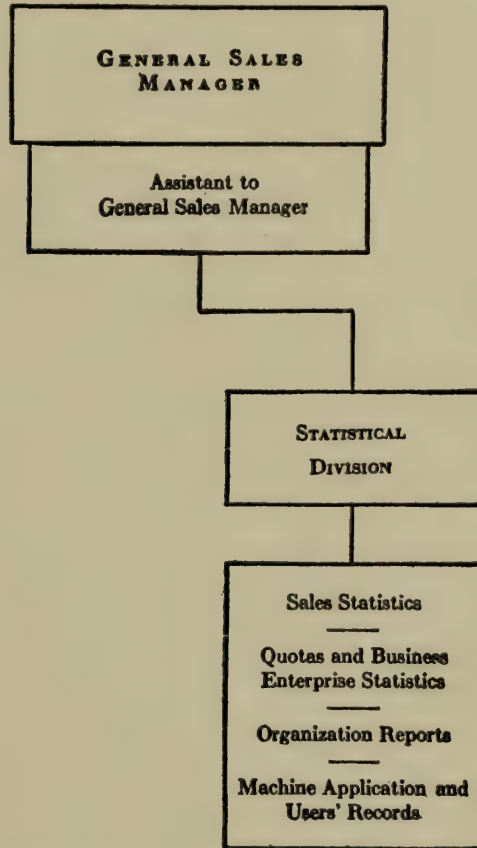 GENERAL SALES
MANAGER
Assistant to
General Sales Manager
STATISTICAL
DIVISION
Sales Statistics
Quotas and Business
Enterprise Statistics
Organization Reports
Machine Application and
Users' Records